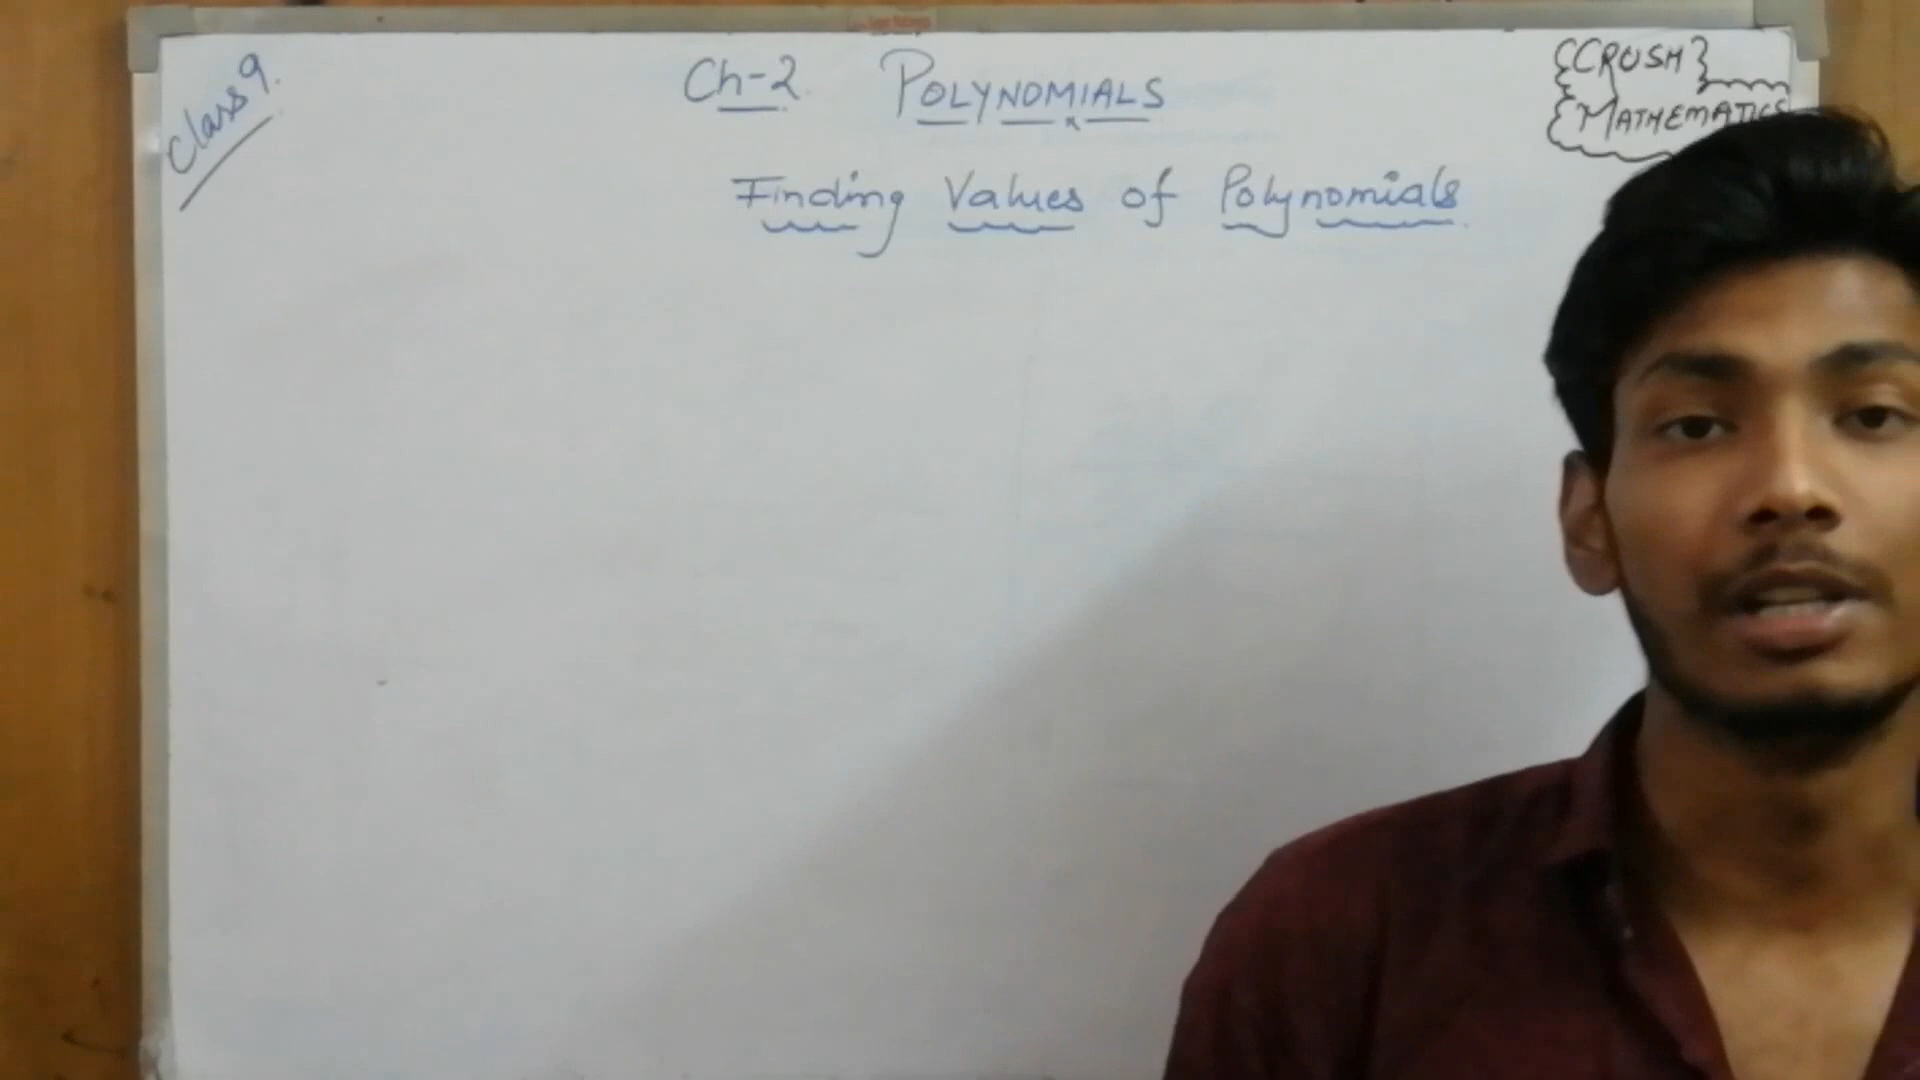 Class 9.
Ch-2 POLYNOMIALS
CRUSH
MATHEMATICS
Finding Values of Polynomials.